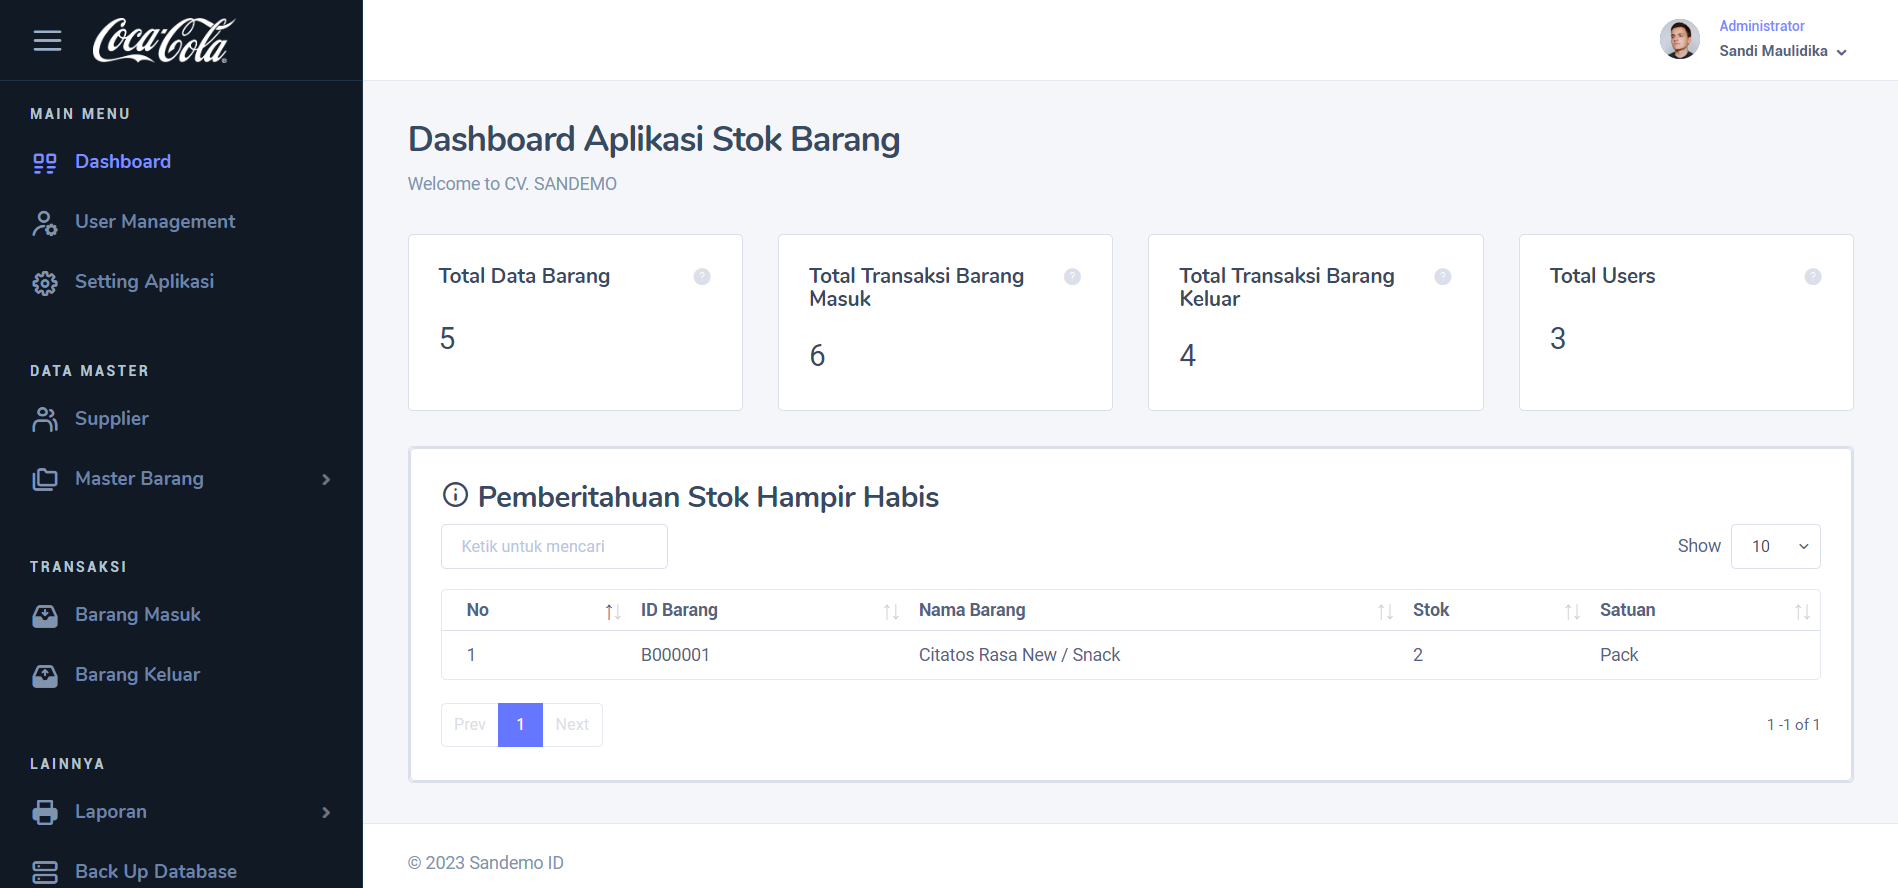 Coca-Cola
Administrator
Sandi Maulidika
MAIN MENU
Dashboard
User Management
Setting Aplikasi
DATA MASTER
Supplier
Master Barang
TRANSAKSI
Barang Masuk
Barang Keluar
LAINNYA
Laporan
Back Up Database
Dashboard Aplikasi Stok Barang
Welcome to CV. SANDEMO
Total Data Barang ?
5
Total Transaksi Barang ?
Masuk
6
Total Transaksi Barang ?
Keluar
4
Total Users ?
3
Pemberitahuan Stok Hampir Habis
Ketik untuk mencari
Show 10
No ID Barang Nama Barang Stok Satuan
1 B000001 Citatos Rasa New / Snack 2 Pack
Prev 1 Next
1 -1 of 1
© 2023 Sandemo ID